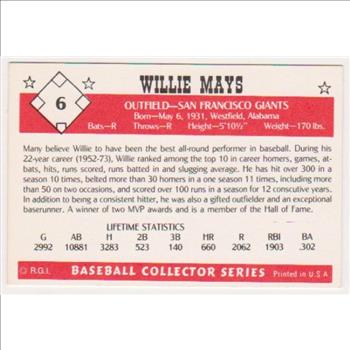 WILLIE MAYS
6
OUTFIELD—SAN FRANCISCO GIANTS
Born—May 6, 1931, Westfield, Alabama
Bats—R Throws—R Height—5'10½" Weight—170 lbs.
Many believe Willie to have been the best all-round performer in baseball. During his
22-year career (1952-73), Willie ranked among the top 10 in career homers, games, at-
bats, hits, runs scored, runs batted in and slugging average. He has hit over 300 in a
season 10 times, belted 30 or more homers in one season 11 times, including more
than 50 on two occasions, and scored over 100 runs in a season for 12 consecutive years.
In addition to being a consistent hitter, he was also a gifted outfielder and an exceptional
baserunner. A winner of two MVP awards and is a member of the Hall of Fame.
LIFETIME STATISTICS
G AB H 2B 3B HR R RBI BA
2992 10881 3283 523 140 660 2062 1903 .302
© R.G.I. BASEBALL COLLECTOR SERIES Printed in U.S.A